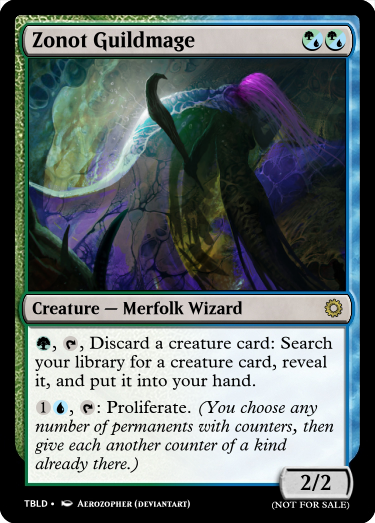 Zonot Guildmage
Creature — Merfolk Wizard
, , Discard a creature card: Search
your library for a creature card, reveal
it, and put it into your hand.
1 , : Proliferate. (You choose any
number of permanents with counters, then
give each another counter of a kind
already there.)
2/2
TBLD • Aerozopher (deviantart)
(NOT FOR SALE)